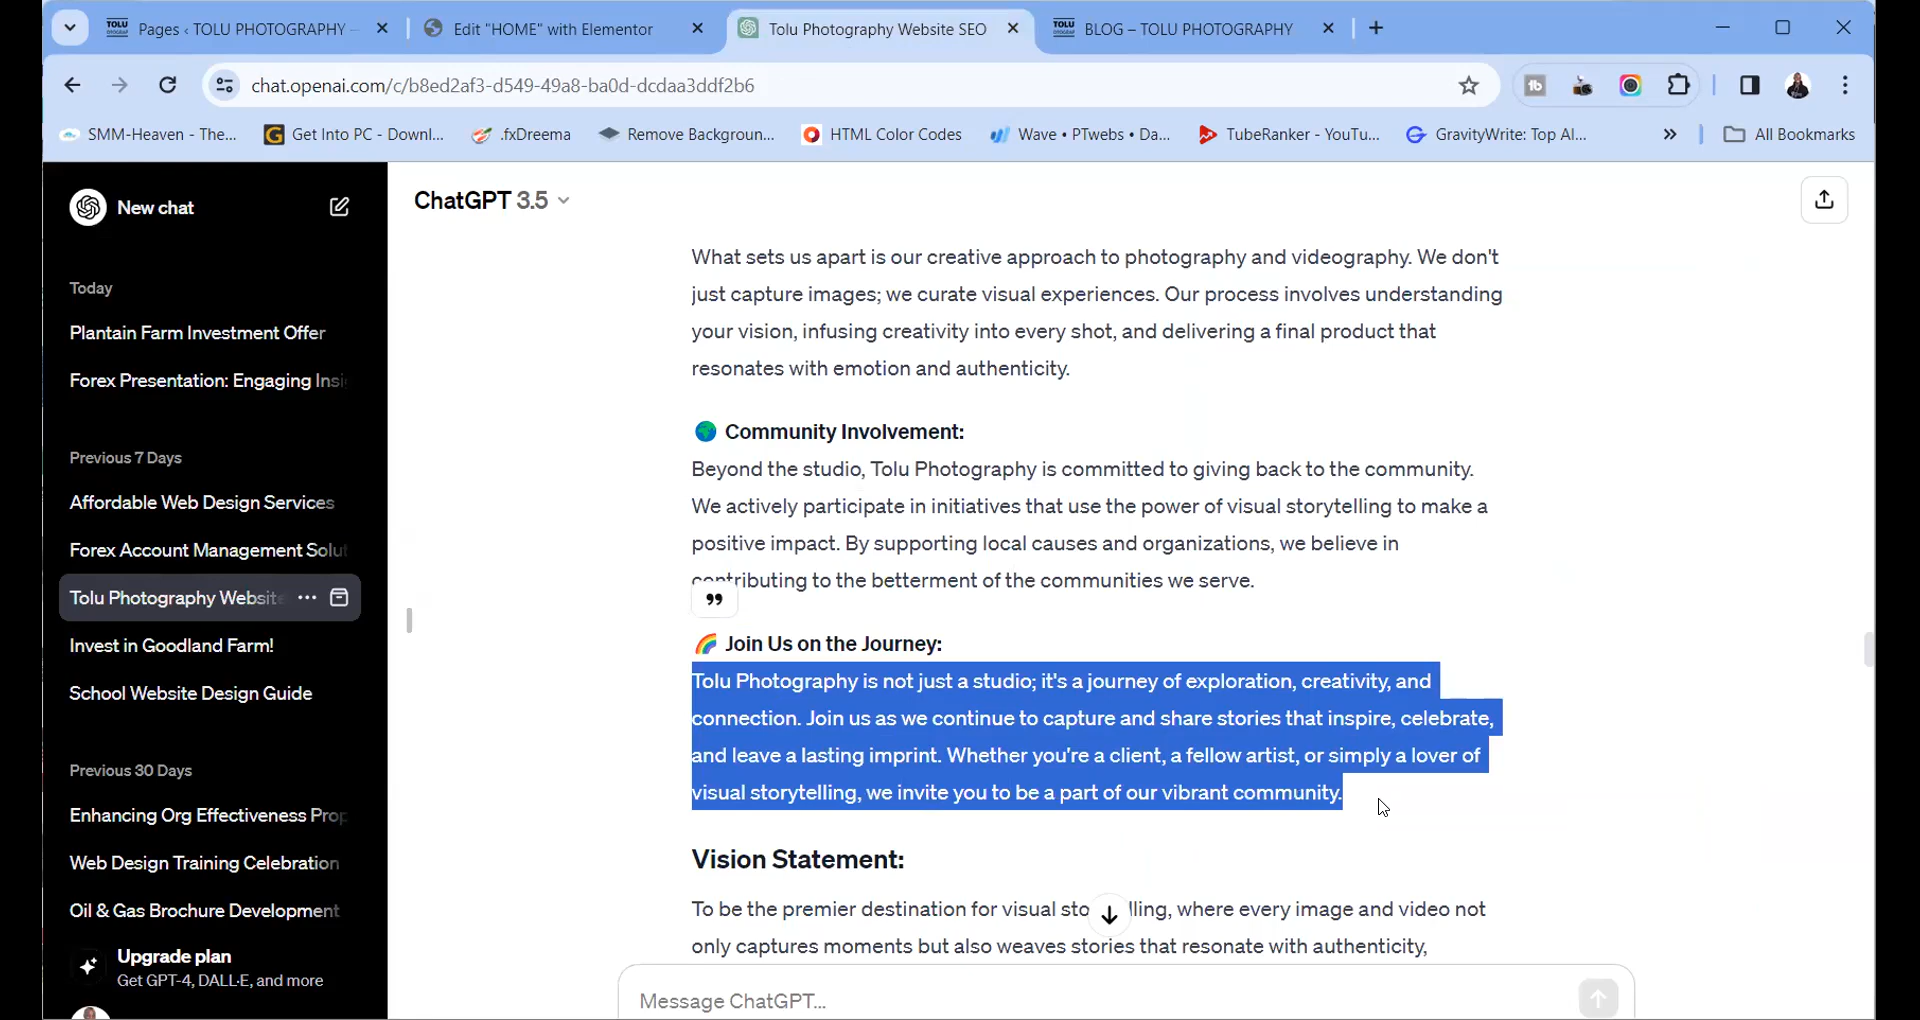 TOLU Pages ‹ TOLU PHOTOGRAPHY –
Edit "HOME" with Elementor
Tolu Photography Website SEO
TOLU BLOG – TOLU PHOTOGRAPHY
chat.openai.com/c/b8ed2af3-d549-49a8-ba0d-dcdaa3ddf2b6
tb
SMM-Heaven - The...
G Get Into PC - Downl...
.fxDreema
Remove Backgroun...
HTML Color Codes
Wave • PTwebs • Da...
TubeRanker - YouTu...
GravityWrite: Top AI...
»
All Bookmarks
New chat
Today
Plantain Farm Investment Offer
Forex Presentation: Engaging Insi
Previous 7 Days
Affordable Web Design Services
Forex Account Management Solut
Tolu Photography Website
Invest in Goodland Farm!
School Website Design Guide
Previous 30 Days
Enhancing Org Effectiveness Prop
Web Design Training Celebration
Oil & Gas Brochure Development
Upgrade plan
Get GPT-4, DALL·E, and more
ChatGPT 3.5
What sets us apart is our creative approach to photography and videography. We don't
just capture images; we curate visual experiences. Our process involves understanding
your vision, infusing creativity into every shot, and delivering a final product that
resonates with emotion and authenticity.
🌍 Community Involvement:
Beyond the studio, Tolu Photography is committed to giving back to the community.
We actively participate in initiatives that use the power of visual storytelling to make a
positive impact. By supporting local causes and organizations, we believe in
contributing to the betterment of the communities we serve.
🌈 Join Us on the Journey:
Tolu Photography is not just a studio; it's a journey of exploration, creativity, and
connection. Join us as we continue to capture and share stories that inspire, celebrate,
and leave a lasting imprint. Whether you're a client, a fellow artist, or simply a lover of
visual storytelling, we invite you to be a part of our vibrant community.
Vision Statement:
To be the premier destination for visual sto lling, where every image and video not
only captures moments but also weaves stories that resonate with authenticity,
Message ChatGPT...